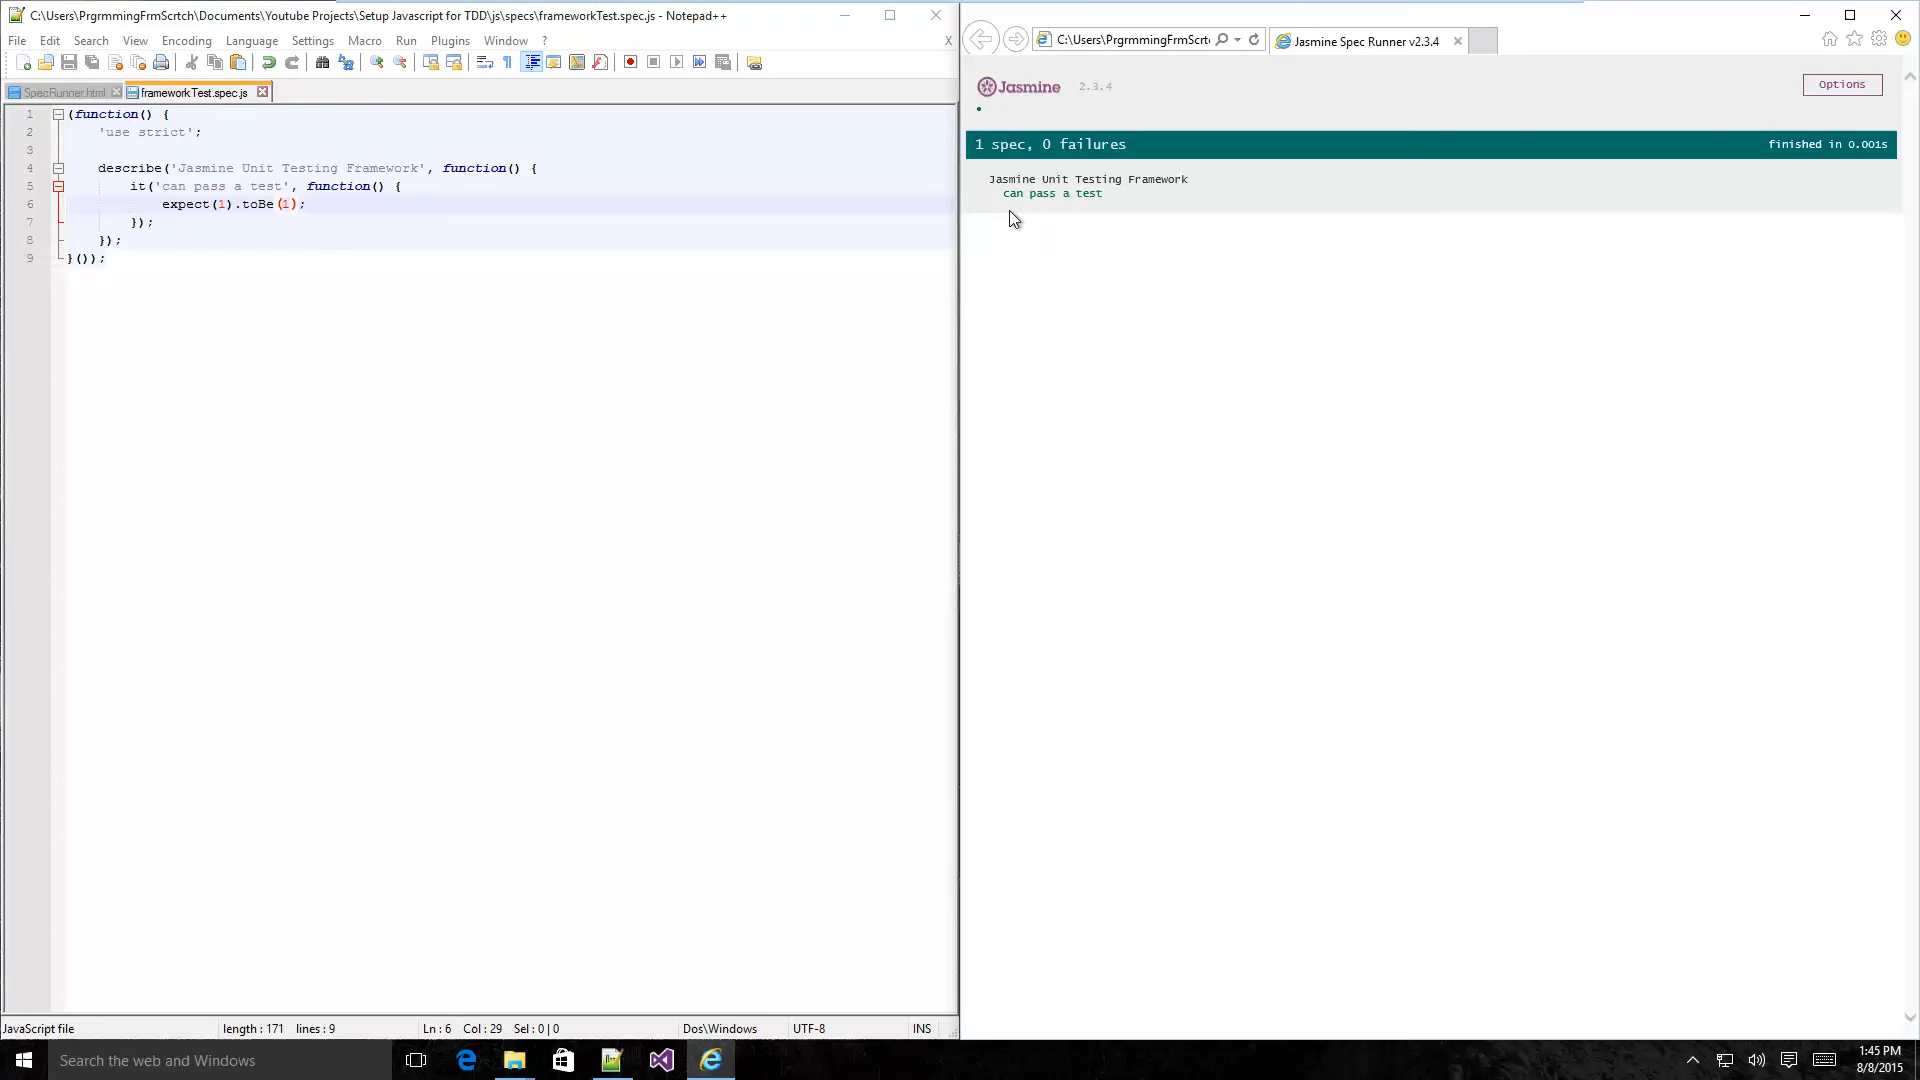 C:\Users\PrgrmmingFrmScrtch\Documents\Youtube Projects\Setup Javascript for TDD\js\specs\frameworkTest.spec.js - Notepad++
File Edit Search View Encoding Language Settings Macro Run Plugins Window ? X
SpecRunner.html frameworkTest.spec.js
1 (function() {
2 'use strict';
3
4 describe('Jasmine Unit Testing Framework', function() {
5 it('can pass a test', function() {
6 expect(1).toBe(1);
7 });
8 });
9 }());
JavaScript file length : 171 lines : 9 Ln : 6 Col : 29 Sel : 0 | 0 Dos\Windows UTF-8 INS
C:\Users\PrgrmmingFrmScrt Jasmine Spec Runner v2.3.4
Jasmine 2.3.4 Options
1 spec, 0 failures finished in 0.001s
Jasmine Unit Testing Framework
can pass a test
Search the web and Windows
1:45 PM
8/8/2015